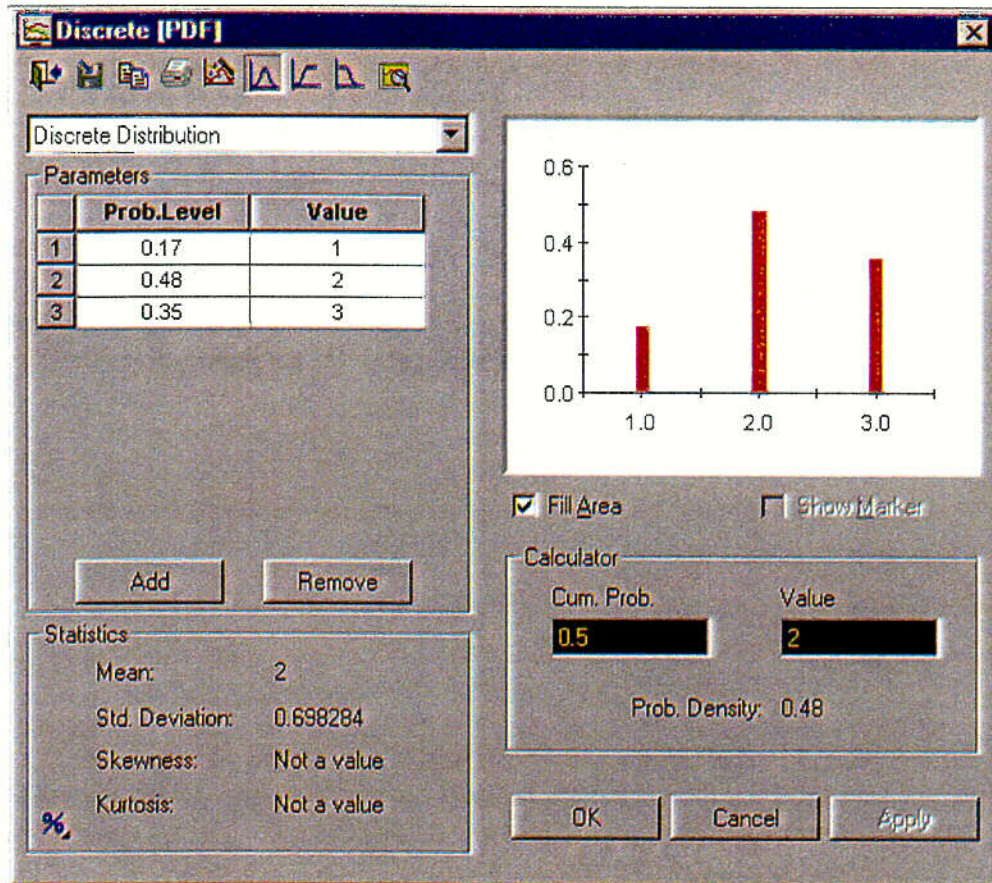 Discrete [PDF]
Discrete Distribution
Parameters
Prob.Level Value
1 0.17 1
2 0.48 2
3 0.35 3
Add Remove
Statistics
Mean: 2
Std. Deviation: 0.698284
Skewness: Not a value
Kurtosis: Not a value
%
0.6
0.4
0.2
0.0
1.0 2.0 3.0
Fill Area Show Marker
Calculator
Cum. Prob. Value
0.5 2
Prob. Density: 0.48
OK Cancel Apply